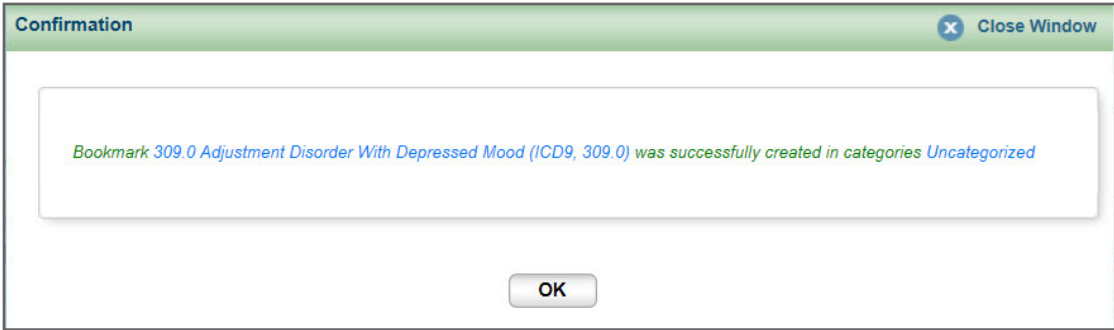 Confirmation
Close Window
Bookmark 309.0 Adjustment Disorder With Depressed Mood (ICD9, 309.0) was successfully created in categories Uncategorized
OK